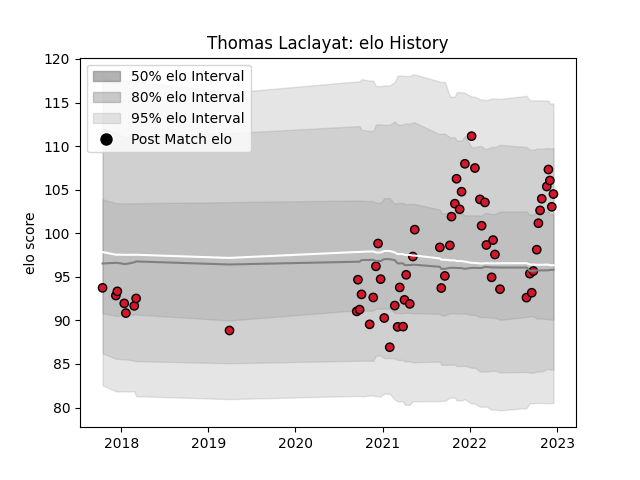 Thomas Laclayat: elo History
50% elo Interval
80% elo Interval
95% elo Interval
Post Match elo
elo score
120
115
110
105
100
95
90
85
80
2018
2019
2020
2021
2022
2023